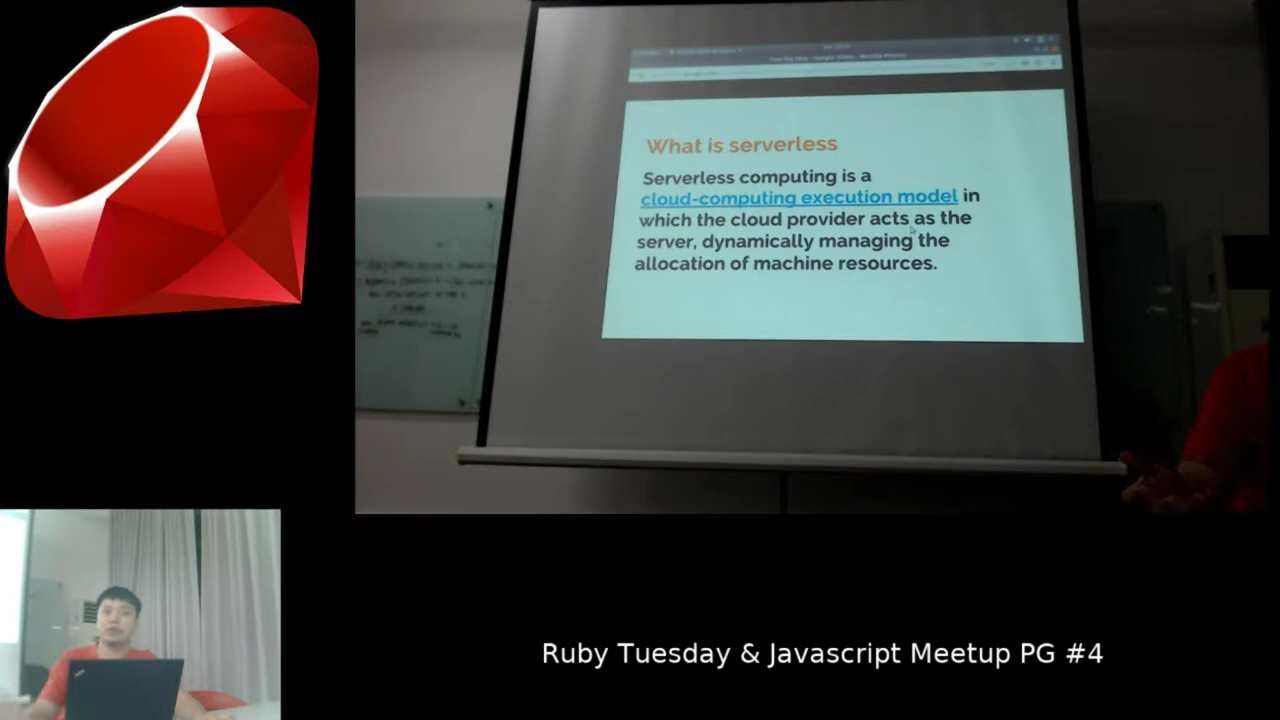 What is serverless
Serverless computing is a
cloud-computing execution model in
which the cloud provider acts as the
server, dynamically managing the
allocation of machine resources.
Ruby Tuesday & Javascript Meetup PG #4